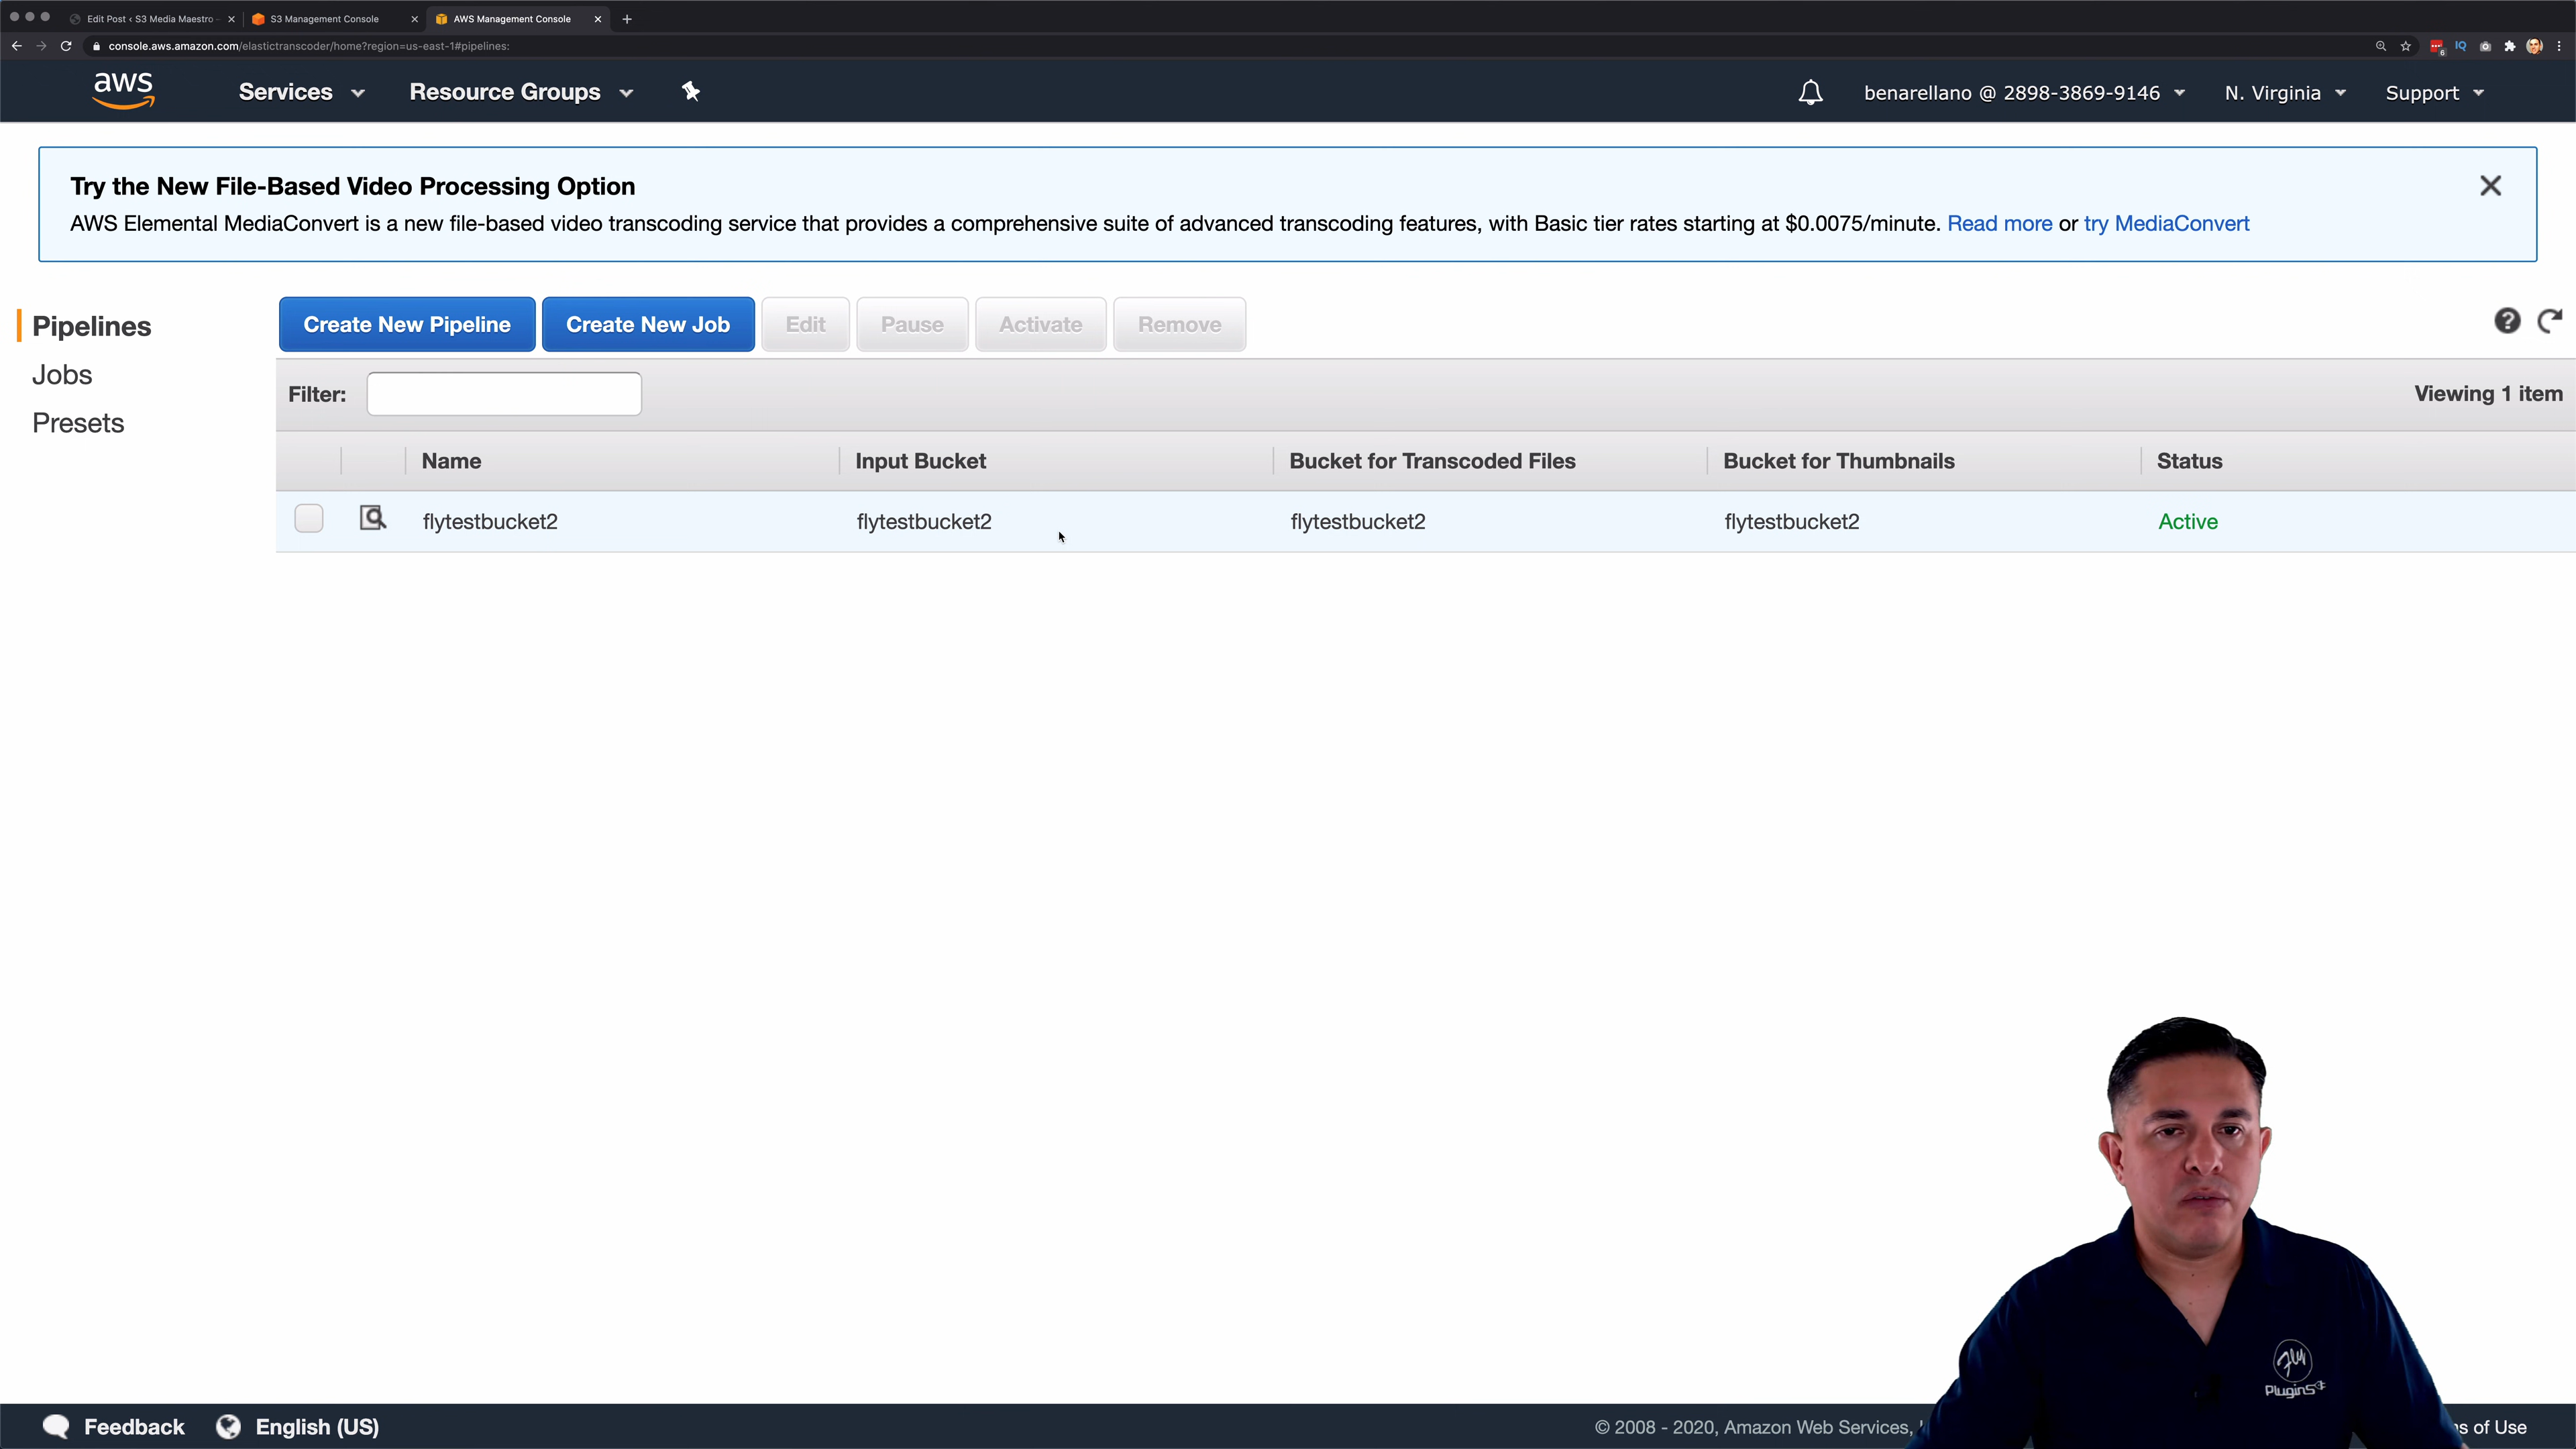 Edit Post ‹ S3 Media Maestro -
S3 Management Console
AWS Management Console
console.aws.amazon.com/elastictranscoder/home?region=us-east-1#pipelines:
IQ
6
aws
Services
Resource Groups
benarellano @ 2898-3869-9146
N. Virginia
Support
Try the New File-Based Video Processing Option
AWS Elemental MediaConvert is a new file-based video transcoding service that provides a comprehensive suite of advanced transcoding features, with Basic tier rates starting at $0.0075/minute. Read more or try MediaConvert
Pipelines
Jobs
Presets
Create New Pipeline
Create New Job
Edit
Pause
Activate
Remove
Filter:
Viewing 1 item
Name
Input Bucket
Bucket for Transcoded Files
Bucket for Thumbnails
Status
flytestbucket2
flytestbucket2
flytestbucket2
flytestbucket2
Active
Fly
Plugins
Feedback
English (US)
© 2008 - 2020, Amazon Web Services,
of Use